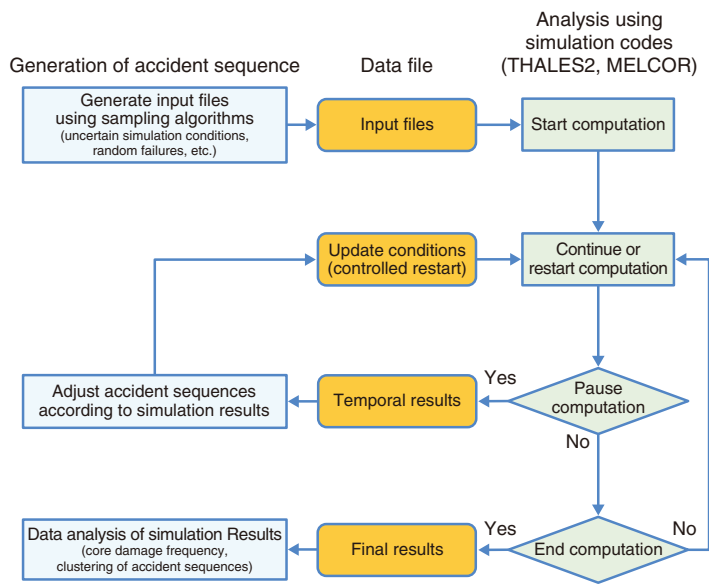 Generation of accident sequence
Data file
Analysis using
simulation codes
(THALES2, MELCOR)
Generate input files
using sampling algorithms
(uncertain simulation conditions,
random failures, etc.)
Input files
Start computation
Update conditions
(controlled restart)
Continue or
restart computation
Adjust accident sequences
according to simulation results
Temporal results
Yes
Pause
computation
No
Data analysis of simulation Results
(core damage frequency,
clustering of accident sequences)
Final results
Yes
End computation
No